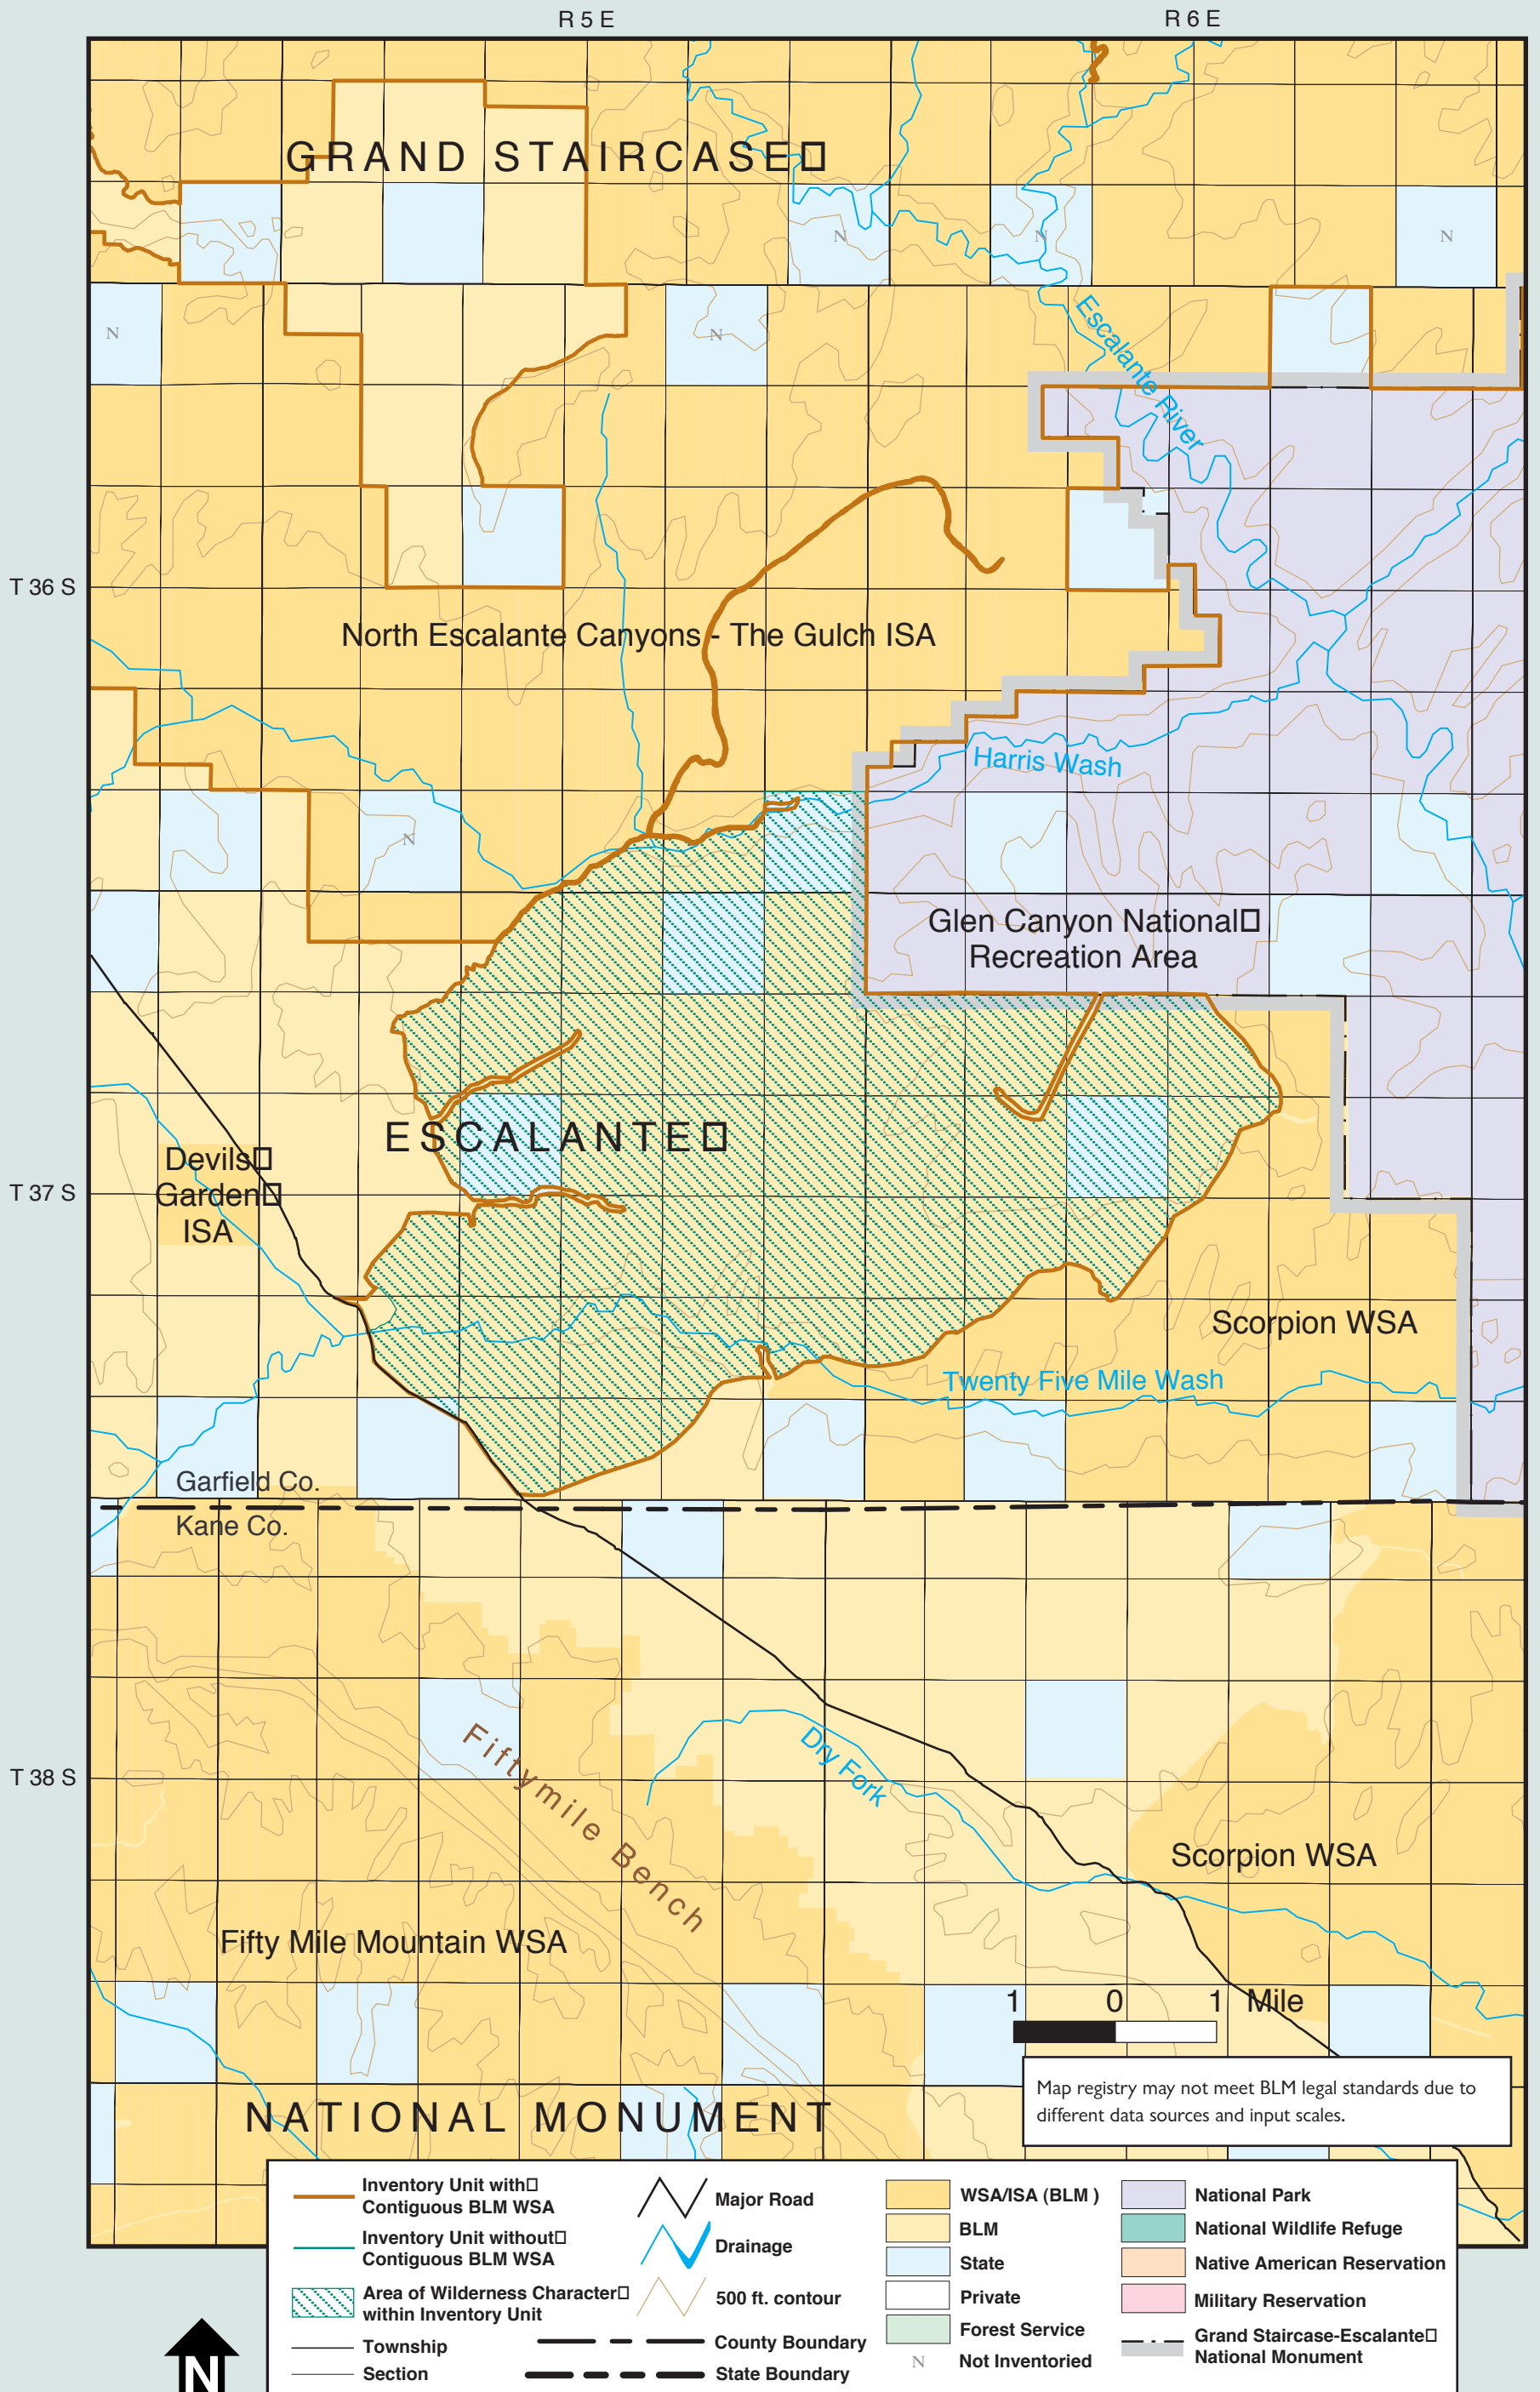 R 5 E
R 6 E
GRAND STAIRCASE
N
N
N
N
N
Escalante River
T 36 S
North Escalante Canyons - The Gulch ISA
Harris Wash
N
Glen Canyon National
Recreation Area
ESCALANTE
Devils
Garden
ISA
T 37 S
Scorpion WSA
Twenty Five Mile Wash
Garfield Co.
Kane Co.
Fiftymile Bench
Dry Fork
T 38 S
Scorpion WSA
Fifty Mile Mountain WSA
1 0 1 Mile
Map registry may not meet BLM legal standards due to
different data sources and input scales.
NATIONAL MONUMENT
Inventory Unit with
Contiguous BLM WSA
Inventory Unit without
Contiguous BLM WSA
Area of Wilderness Character
within Inventory Unit
Township
Section
Major Road
Drainage
500 ft. contour
County Boundary
State Boundary
WSA/ISA (BLM )
BLM
State
Private
Forest Service
N Not Inventoried
National Park
National Wildlife Refuge
Native American Reservation
Military Reservation
Grand Staircase-Escalante
National Monument
N